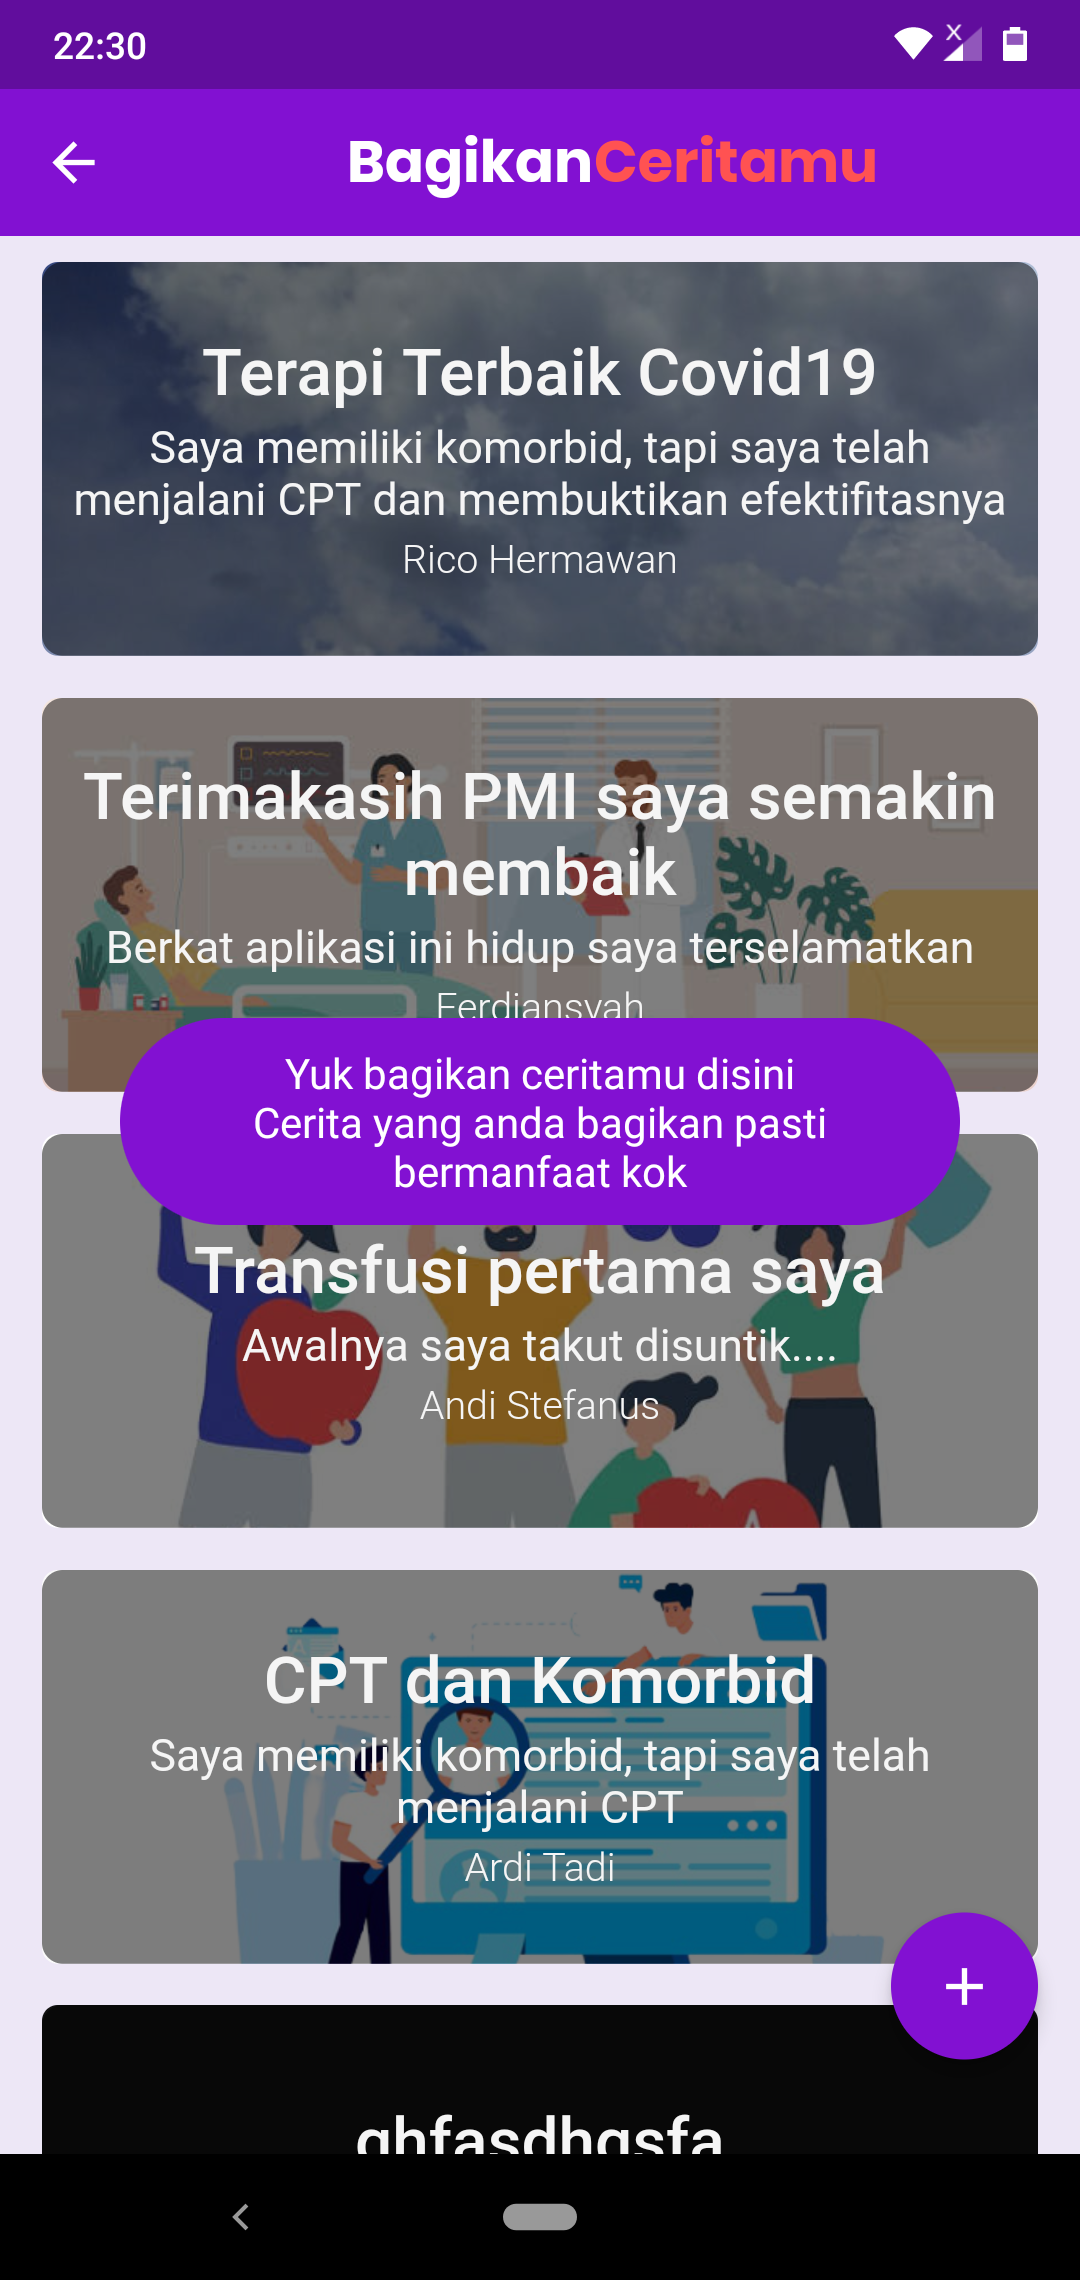 22:30
BagikanCeritamu
Terapi Terbaik Covid19
Saya memiliki komorbid, tapi saya telah
menjalani CPT dan membuktikan efektifitasnya
Rico Hermawan
Terimakasih PMI saya semakin
membaik
Berkat aplikasi ini hidup saya terselamatkan
Ferdiansyah
Yuk bagikan ceritamu disini
Cerita yang anda bagikan pasti
bermanfaat kok
Transfusi pertama saya
Awalnya saya takut disuntik....
Andi Stefanus
CPT dan Komorbid
Saya memiliki komorbid, tapi saya telah
menjalani CPT
Ardi Tadi